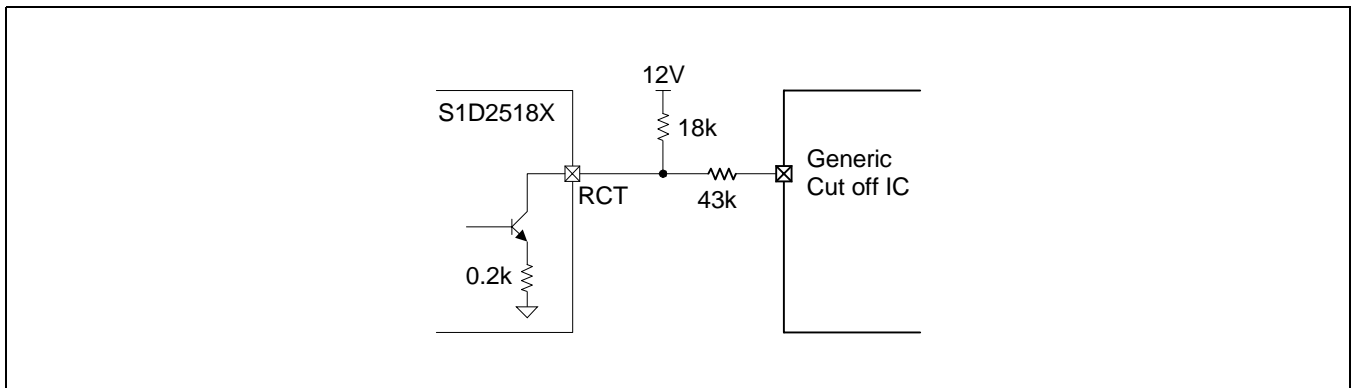 12V
S1D2518X
18k
Generic
Cut off IC
RCT
43k
0.2k